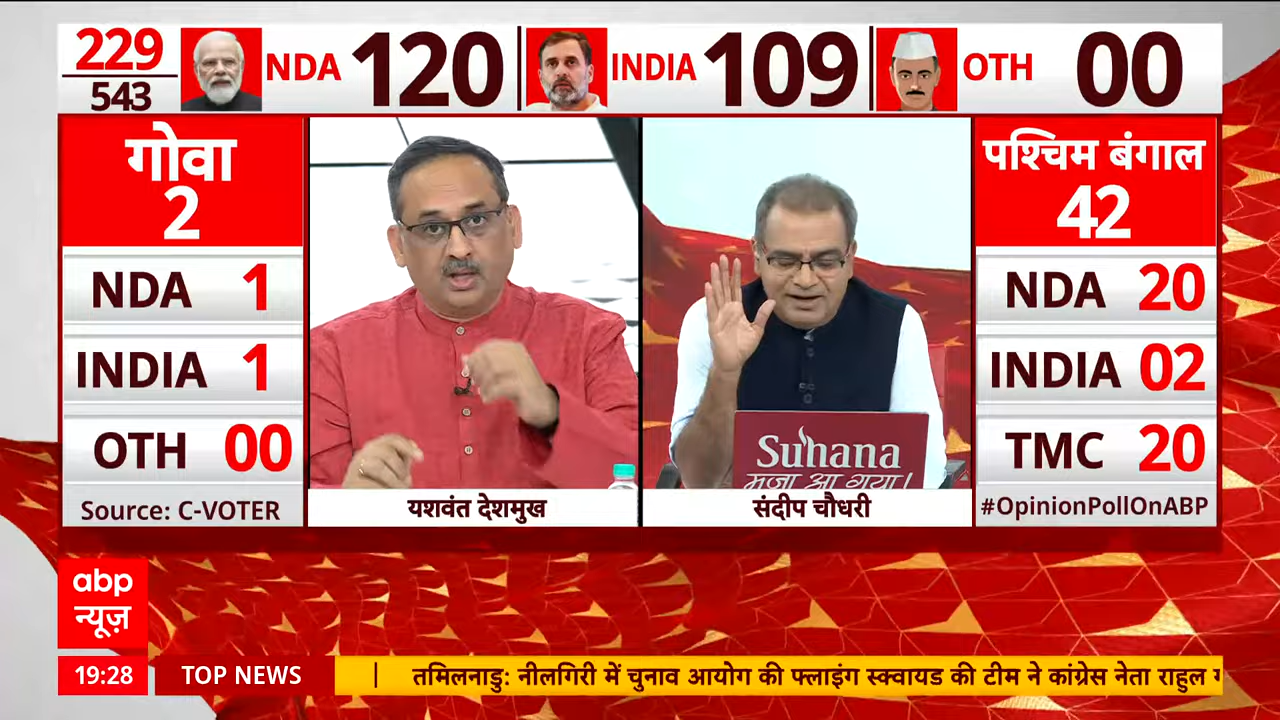 229
543
NDA 120
INDIA 109
OTH 00
गोवा
2
NDA 1
INDIA 1
OTH 00
Source: C-VOTER
Suhana
मज़ा आ गया!
यशवंत देशमुख
संदीप चौधरी
पश्चिम बंगाल
42
NDA 20
INDIA 02
TMC 20
#OpinionPollOnABP
abp
न्यूज़
19:28
TOP NEWS
तमिलनाडु: नीलगिरी में चुनाव आयोग की फ्लाइंग स्क्वायड की टीम ने कांग्रेस नेता राहुल